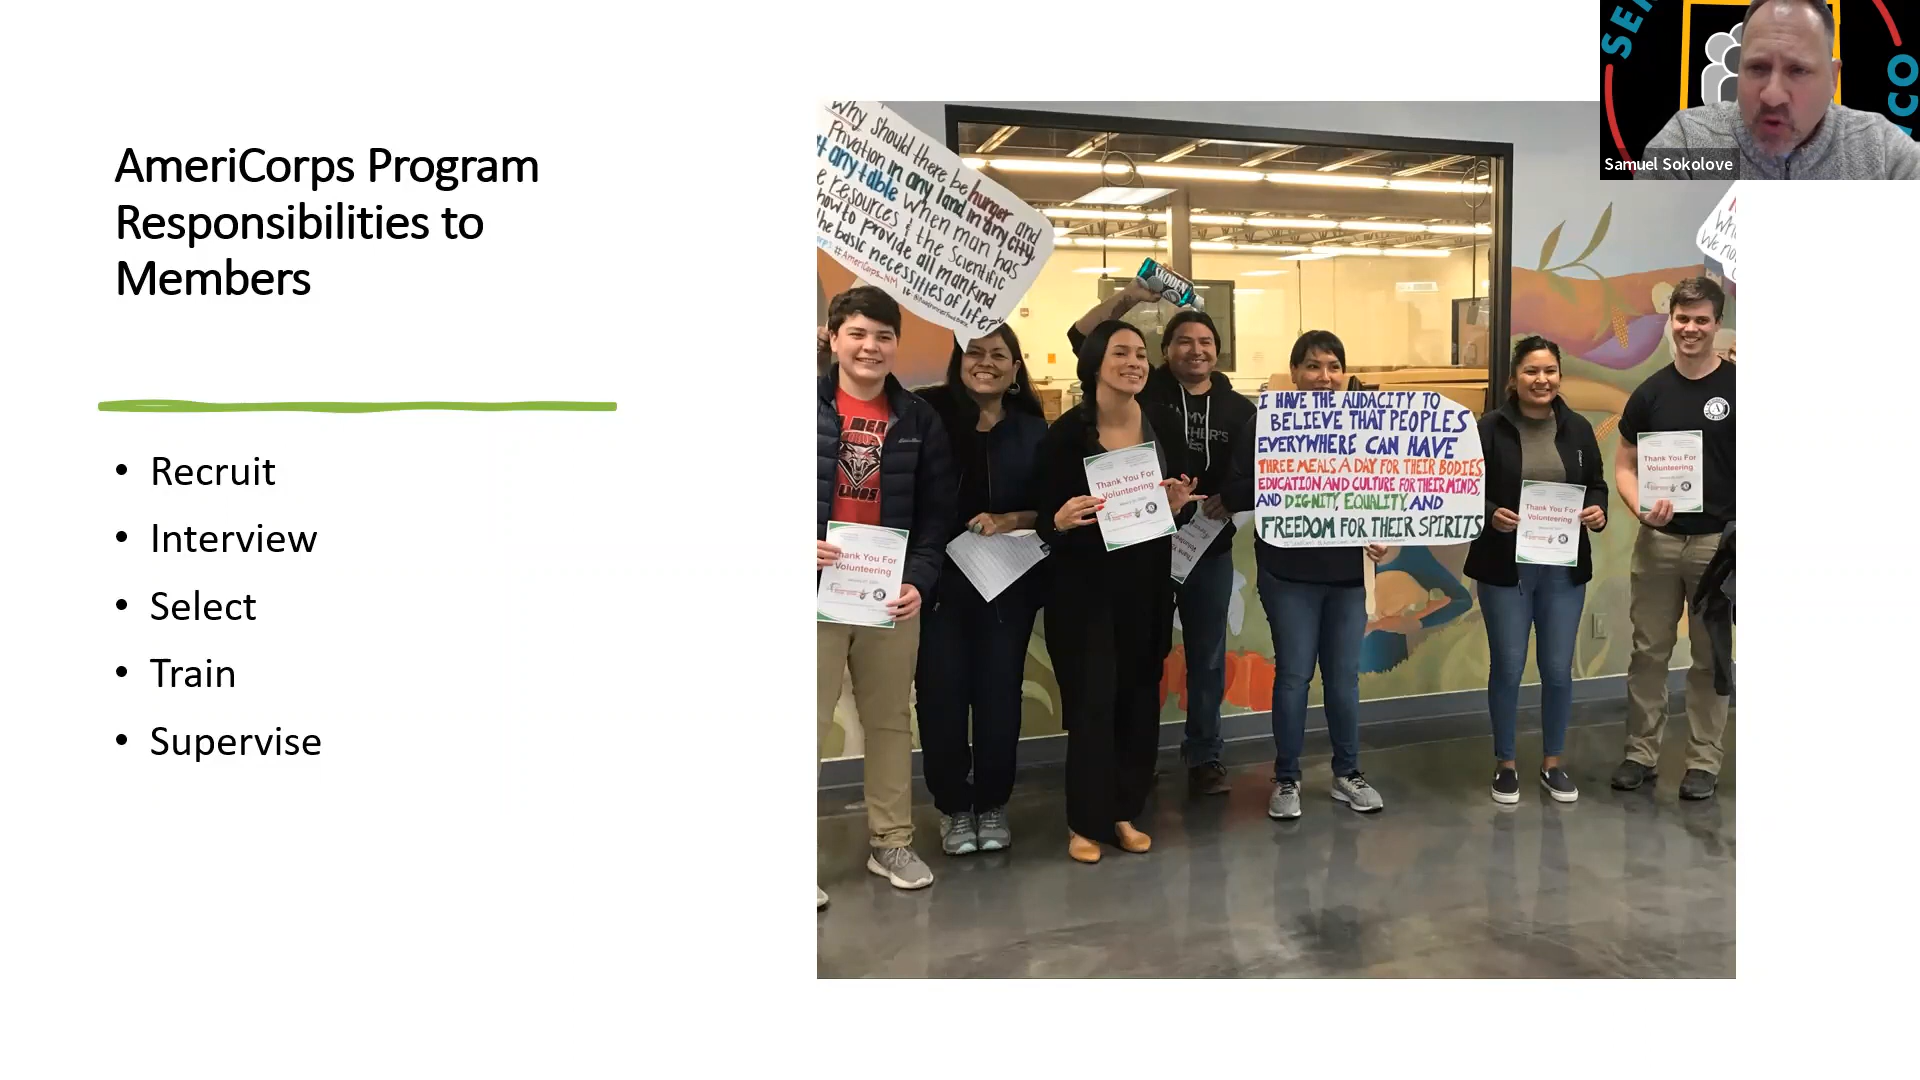 AmeriCorps Program
Responsibilities to
Members
• Recruit
• Interview
• Select
• Train
• Supervise
Why should there be hunger and
Privation in any land, in any city,
any table when man has
Resources and the scientific
how to provide all mankind
the basic necessities of life?"
#AmeriCorps_NM
I HAVE THE AUDACITY TO
BELIEVE THAT PEOPLES
EVERYWHERE CAN HAVE
THREE MEALS A DAY FOR THEIR BODIES,
EDUCATION AND CULTURE FOR THEIR MINDS,
AND DIGNITY, EQUALITY, AND
FREEDOM FOR THEIR SPIRITS
Thank You For
Volunteering
Thank You For
Volunteering
Thank You For
Volunteering
Thank You For
Volunteering
LOBOS
We
Samuel Sokolove